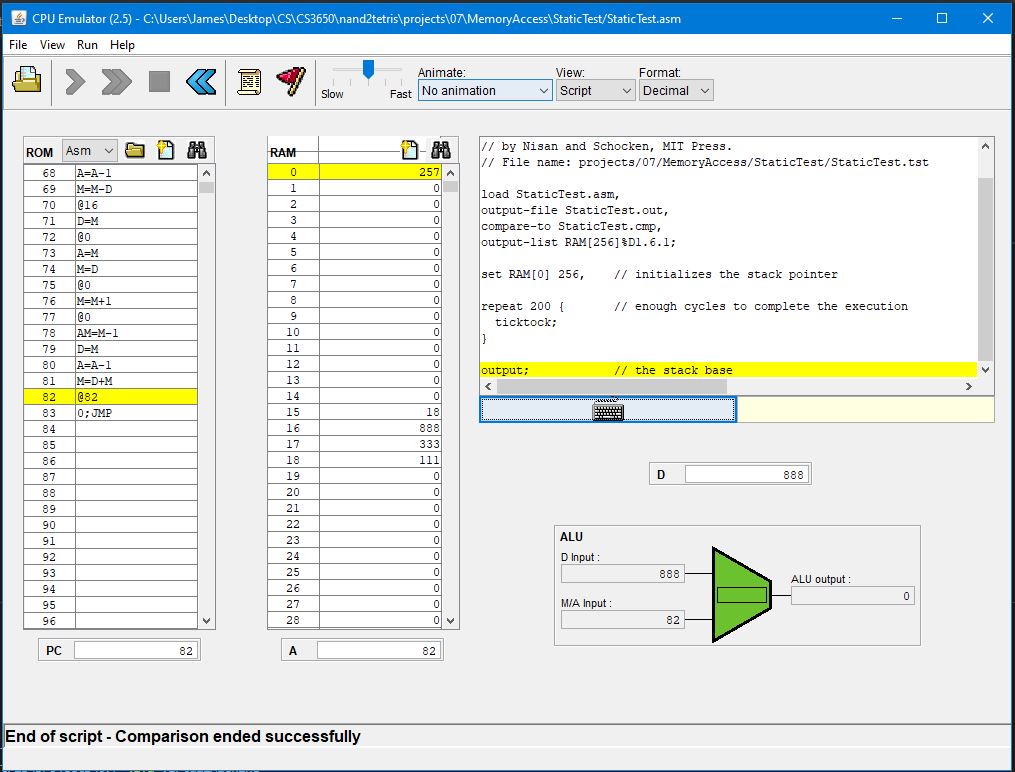 CPU Emulator (2.5) - C:\Users\James\Desktop\CS\CS3650\nand2tetris\projects\07\MemoryAccess\StaticTest/StaticTest.asm
File View Run Help
Slow Fast
Animate:
No animation
View:
Script
Format:
Decimal
ROM Asm
68 A=A-1
69 M=M-D
70 @16
71 D=M
72 @0
73 A=M
74 M=D
75 @0
76 M=M+1
77 @0
78 AM=M-1
79 D=M
80 A=A-1
81 M=D+M
82 @82
83 0;JMP
84
85
86
87
88
89
90
91
92
93
94
95
96
PC 82
RAM
0 257
1 0
2 0
3 0
4 0
5 0
6 0
7 0
8 0
9 0
10 0
11 0
12 0
13 0
14 0
15 18
16 888
17 333
18 111
19 0
20 0
21 0
22 0
23 0
24 0
25 0
26 0
27 0
28 0
A 82
// by Nisan and Schocken, MIT Press.
// File name: projects/07/MemoryAccess/StaticTest/StaticTest.tst
load StaticTest.asm,
output-file StaticTest.out,
compare-to StaticTest.cmp,
output-list RAM[256]%D1.6.1;
set RAM[0] 256, // initializes the stack pointer
repeat 200 { // enough cycles to complete the execution
ticktock;
}
output; // the stack base
D 888
ALU
D Input :
888
M/A Input :
82
ALU output :
0
End of script - Comparison ended successfully